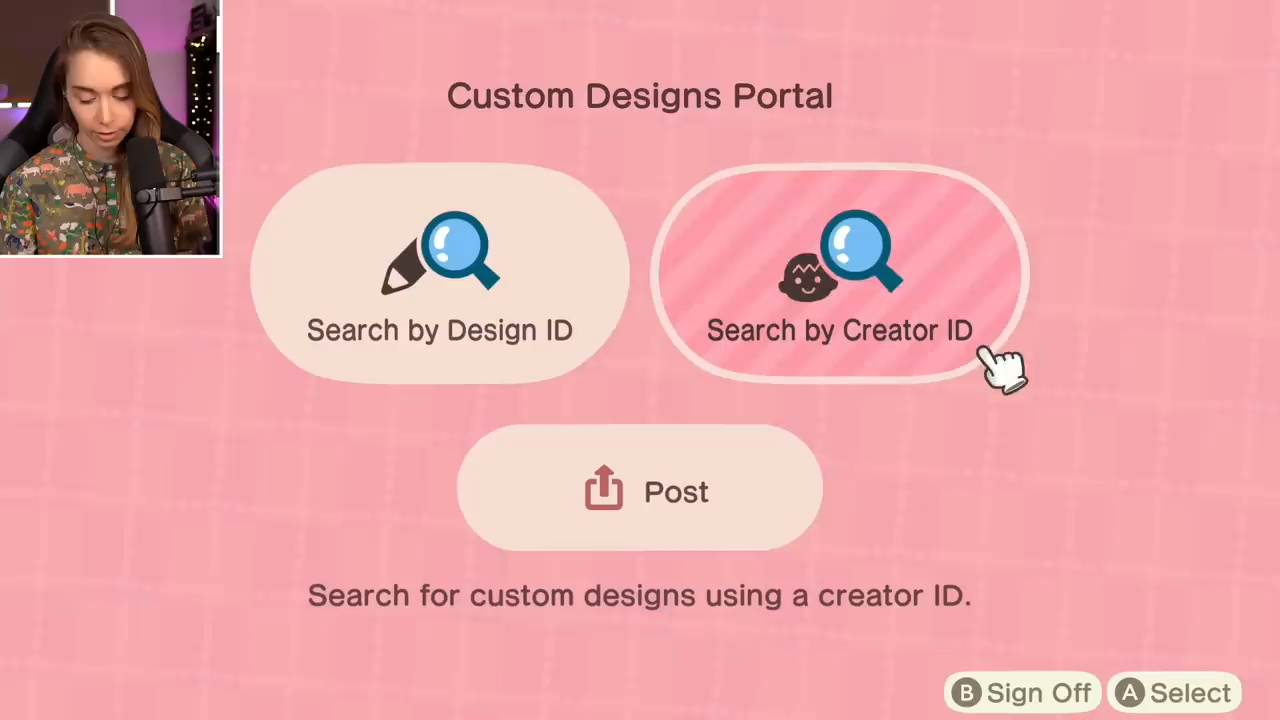 Custom Designs Portal
Search by Design ID
Search by Creator ID
Post
Search for custom designs using a creator ID.
B Sign Off
A Select